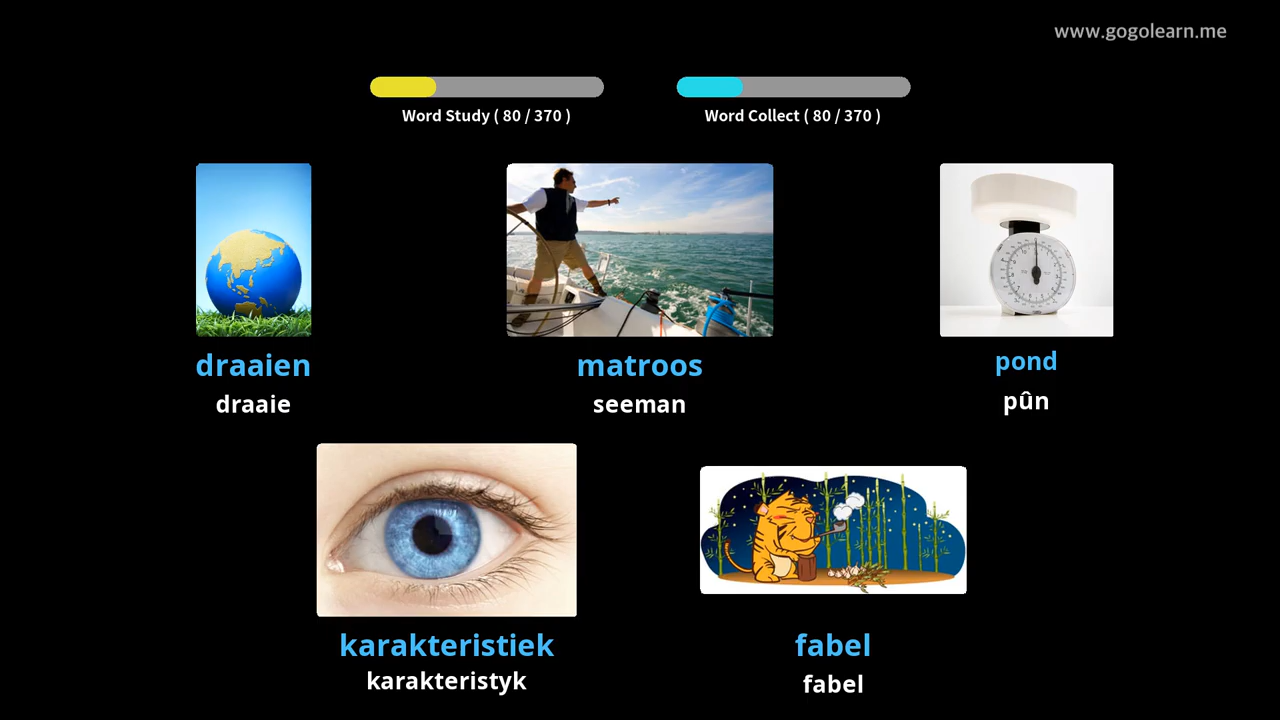 www.gogolearn.me
Word Study ( 80 / 370 )
Word Collect ( 80 / 370 )
draaien
draaie
matroos
seeman
pond
pûn
karakteristiek
karakteristyk
fabel
fabel